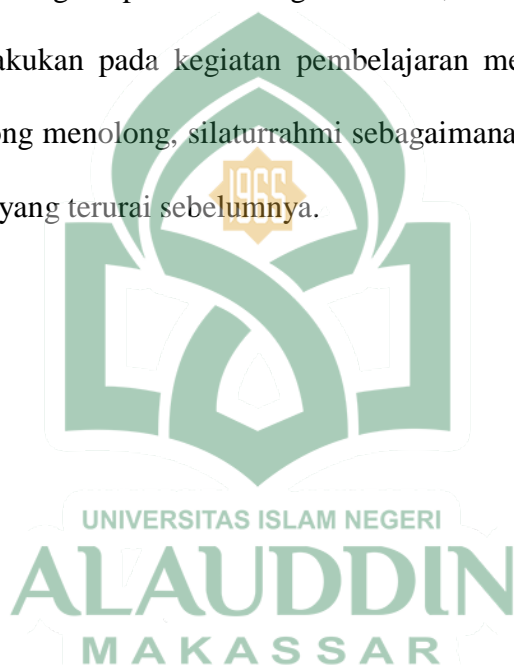 akukan pada kegiatan pembelajaran me
ong menolong, silaturrahmi sebagaimana
yang terurai sebelumnya.
1965
UNIVERSITAS ISLAM NEGERI
ALAUDDIN
MAKASSAR